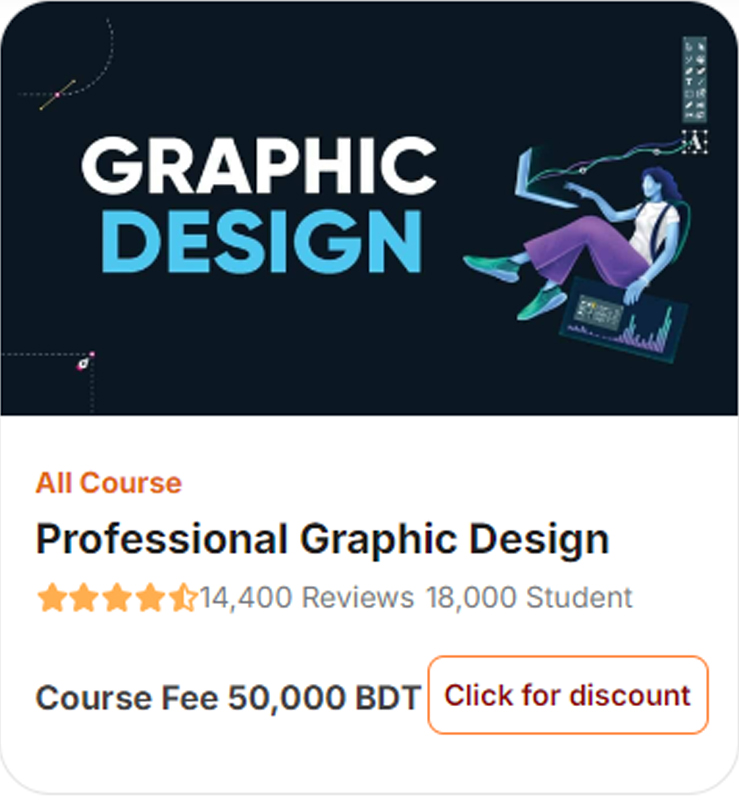 GRAPHIC
DESIGN
A
All Course
Professional Graphic Design
14,400 Reviews 18,000 Student
Course Fee 50,000 BDT
Click for discount